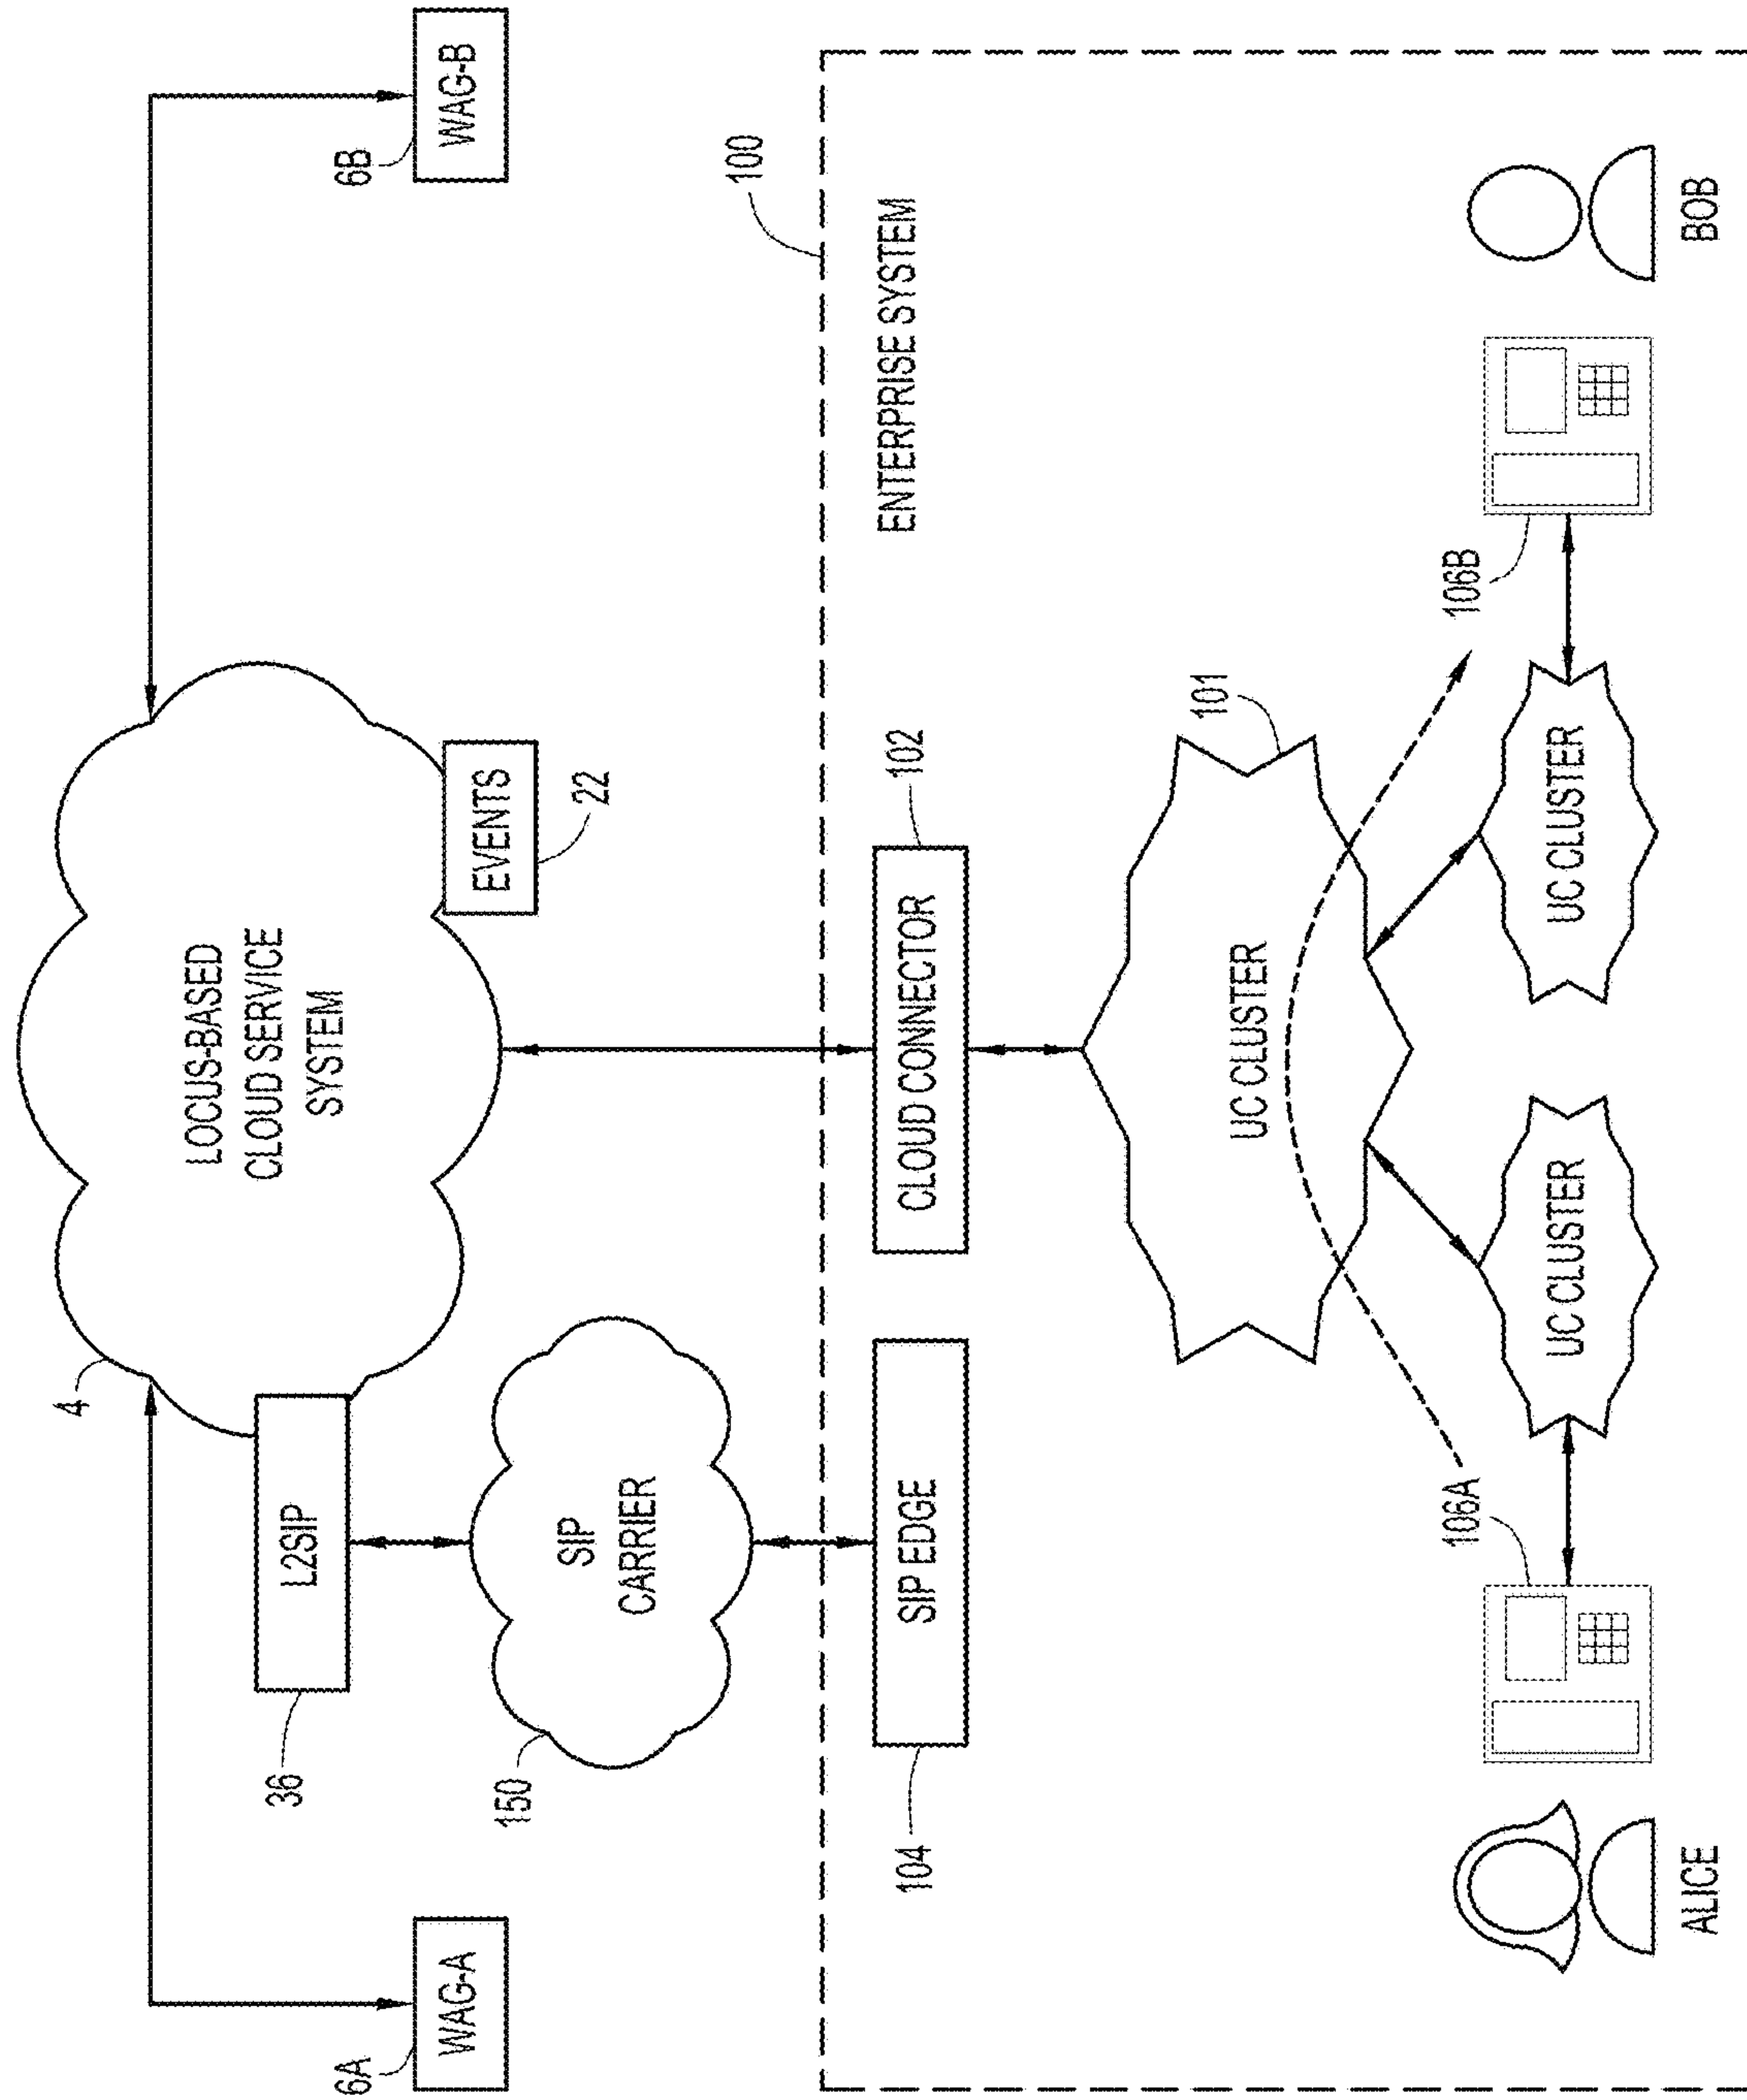 4
LOCUS-BASED
CLOUD SERVICE
SYSTEM
L2SIP
36
EVENTS
22
6A
WAG-A
6B
WAG-B
SIP
CARRIER
150
100
ENTERPRISE SYSTEM
SIP EDGE
104
CLOUD CONNECTOR
102
UC CLUSTER
101
106A
UC CLUSTER
UC CLUSTER
106B
ALICE
BOB